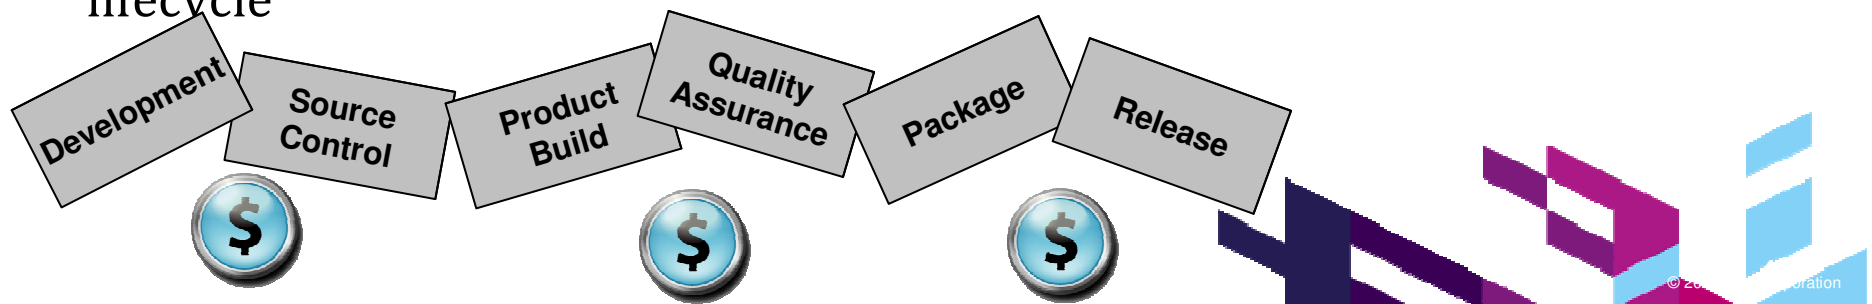 lifecycle
Development
Source
Control
Product
Build
Quality
Assurance
Package
Release
$
$
$
©